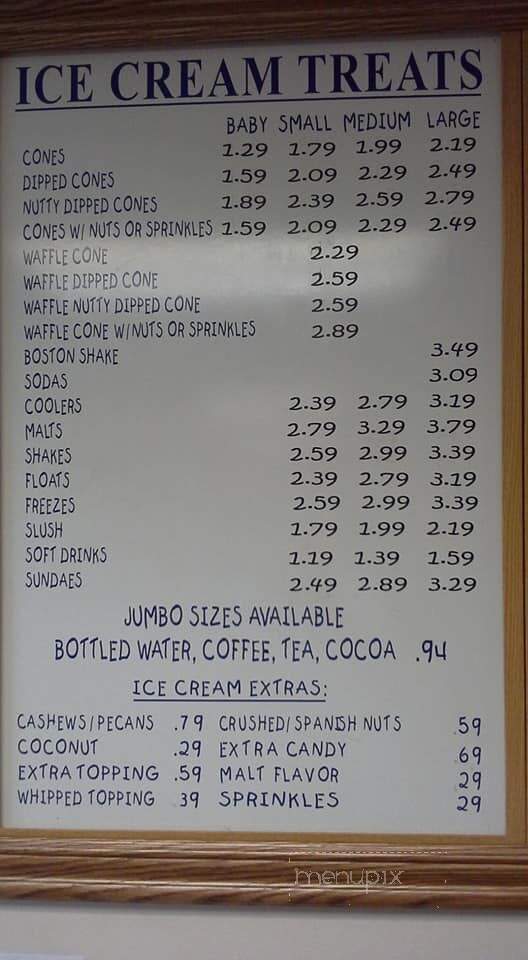 ICE CREAM TREATS
BABY SMALL MEDIUM LARGE
CONES 1.29 1.79 1.99 2.19
DIPPED CONES 1.59 2.09 2.29 2.49
NUTTY DIPPED CONES 1.89 2.39 2.59 2.79
CONES W/ NUTS OR SPRINKLES 1.59 2.09 2.29 2.49
WAFFLE CONE 2.29
WAFFLE DIPPED CONE 2.59
WAFFLE NUTTY DIPPED CONE 2.59
WAFFLE CONE W/NUTS OR SPRINKLES 2.89
BOSTON SHAKE 3.49
SODAS 3.09
COOLERS 2.39 2.79 3.19
MALTS 2.79 3.29 3.79
SHAKES 2.59 2.99 3.39
FLOATS 2.39 2.79 3.19
FREEZES 2.59 2.99 3.39
SLUSH 1.79 1.99 2.19
SOFT DRINKS 1.19 1.39 1.59
SUNDAES 2.49 2.89 3.29
JUMBO SIZES AVAILABLE
BOTTLED WATER, COFFEE, TEA, COCOA .94
ICE CREAM EXTRAS:
CASHEWS/PECANS .79 CRUSHED/SPANISH NUTS .59
COCONUT .29 EXTRA CANDY .69
EXTRA TOPPING .59 MALT FLAVOR .29
WHIPPED TOPPING 39 SPRINKLES .29
menupix